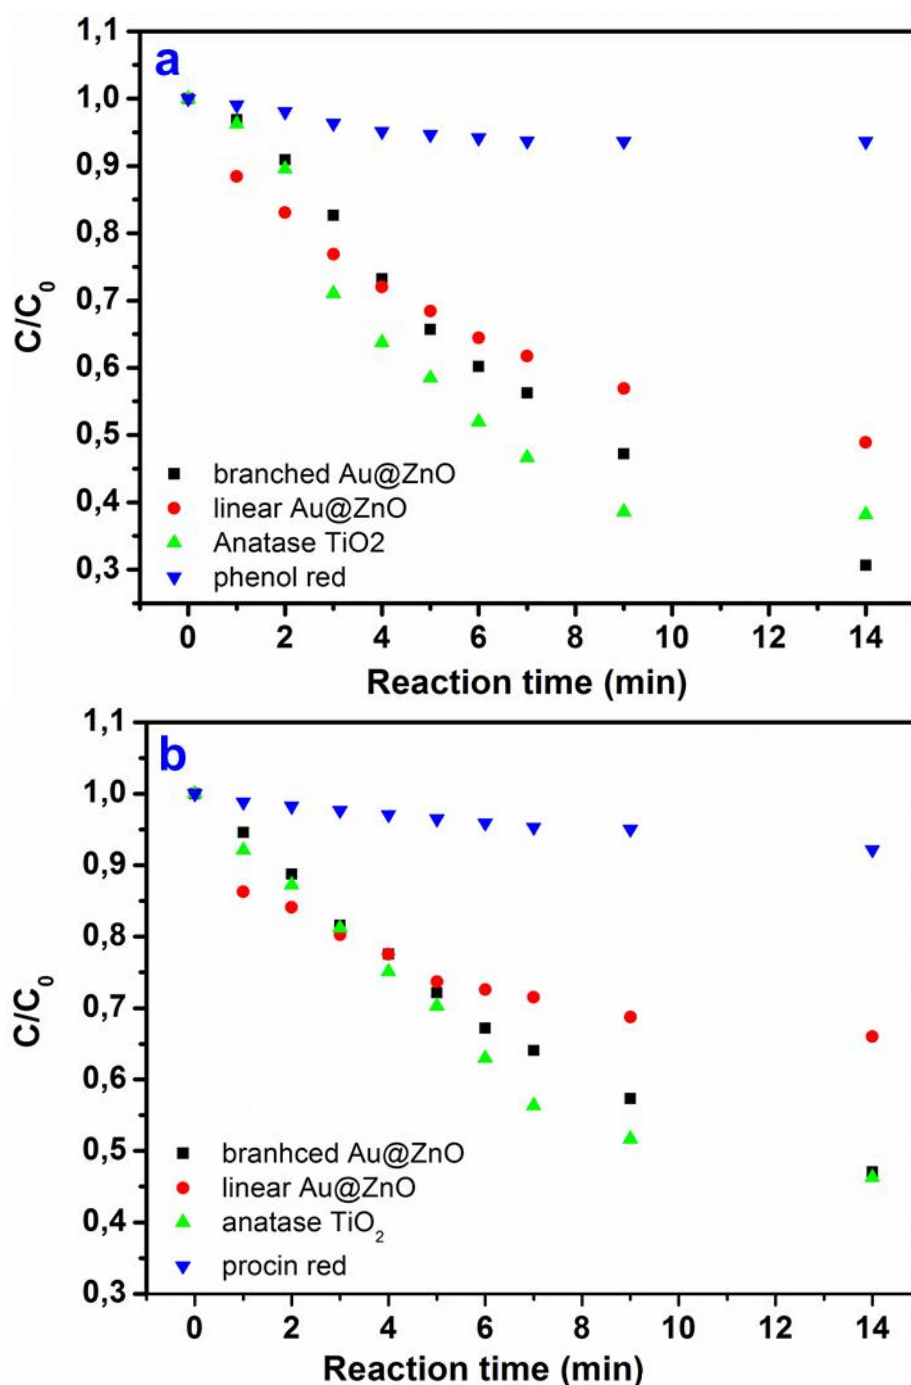 a
1,1
1,0
0,9
0,8
0,7
0,6
0,5
0,4
0,3
C/C₀
branched Au@ZnO
linear Au@ZnO
Anatase TiO2
phenol red
0 2 4 6 8 10 12 14
Reaction time (min)
b
1,1
1,0
0,9
0,8
0,7
0,6
0,5
0,4
0,3
C/C₀
branhced Au@ZnO
linear Au@ZnO
anatase TiO₂
procin red
0 2 4 6 8 10 12 14
Reaction time (min)